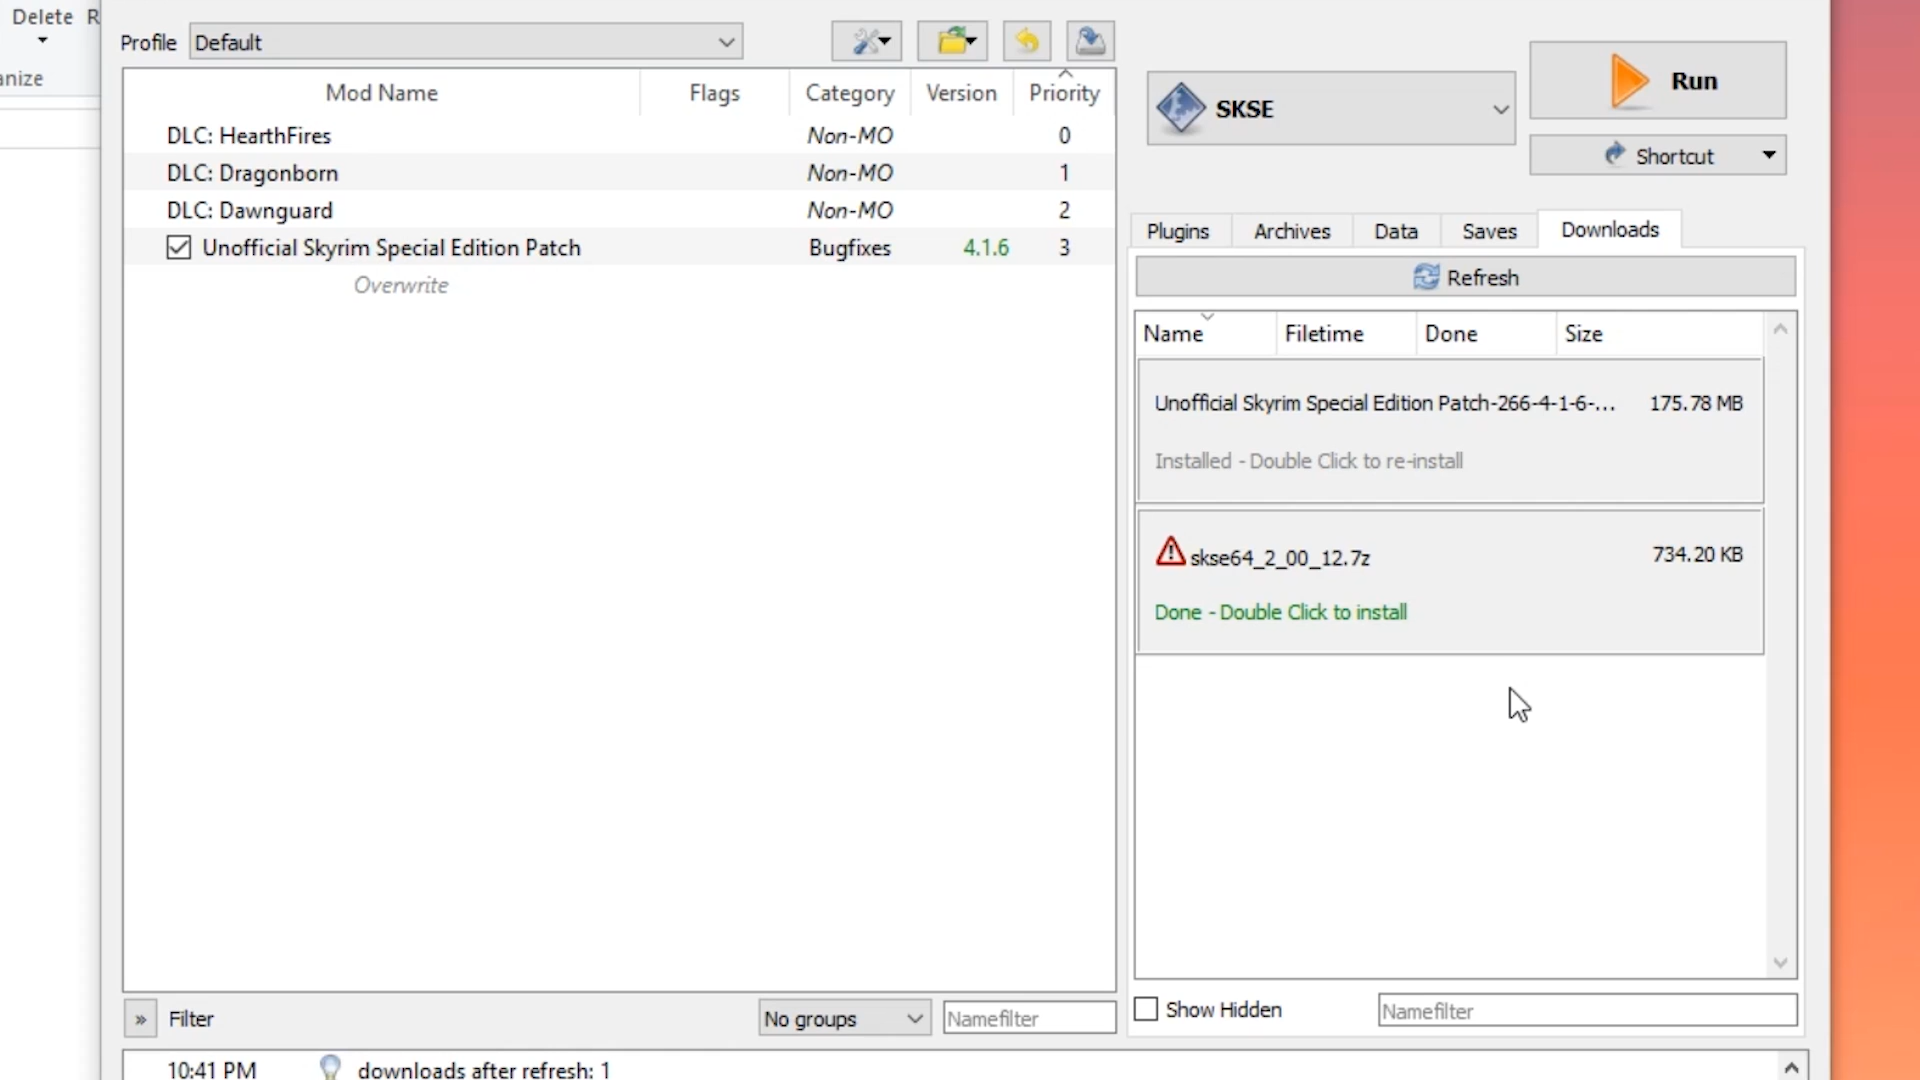 Delete R
anize
Profile Default
Mod Name Flags Category Version Priority
DLC: HearthFires Non-MO 0
DLC: Dragonborn Non-MO 1
DLC: Dawnguard Non-MO 2
Unofficial Skyrim Special Edition Patch Bugfixes 4.1.6 3
Overwrite
» Filter No groups Namefilter
10:41 PM downloads after refresh: 1
SKSE
Run
Shortcut
Plugins Archives Data Saves Downloads
Refresh
Name Filetime Done Size
Unofficial Skyrim Special Edition Patch-266-4-1-6-... 175.78 MB
Installed - Double Click to re-install
skse64_2_00_12.7z 734.20 KB
Done - Double Click to install
Show Hidden Namefilter